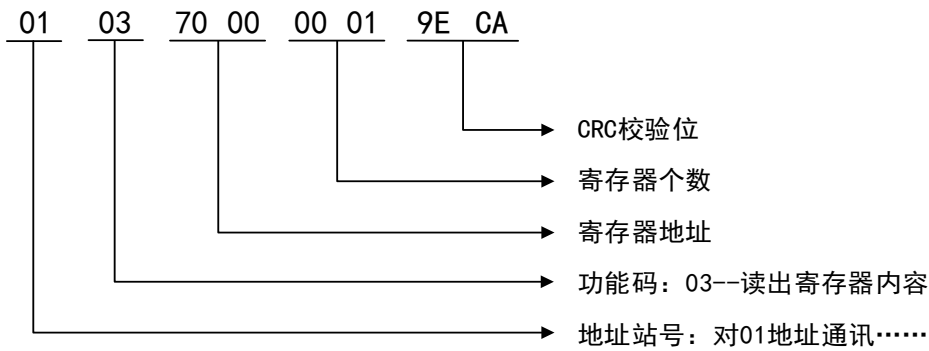 01 03 70 00 00 01 9E CA
CRC校验位
寄存器个数
寄存器地址
功能码：03--读出寄存器内容
地址站号：对01地址通讯……